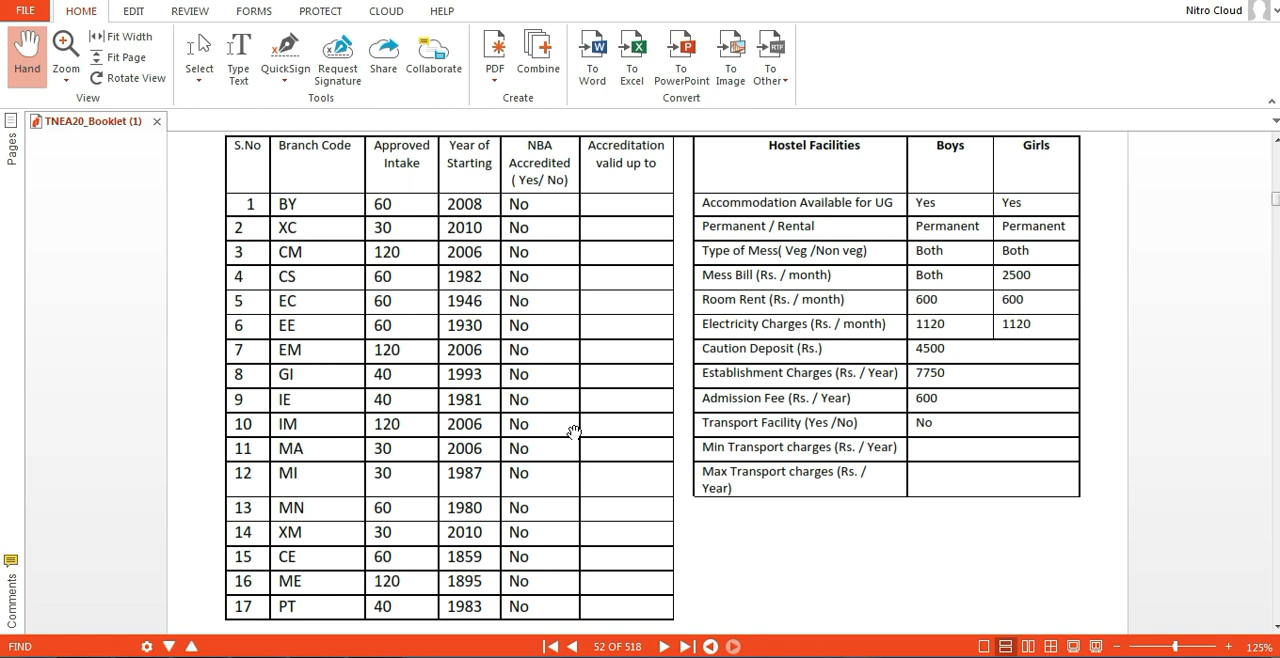 FILE HOME EDIT REVIEW FORMS PROTECT CLOUD HELP Nitro Cloud
Hand
Zoom
Fit Width
Fit Page
Rotate View
View
Select
Type Text
QuickSign
Request Signature
Share
Collaborate
Tools
PDF
Combine
Create
To Word
To Excel
To PowerPoint
To Image
To Other
Convert
Pages
TNEA20_Booklet (1)
S.No Branch Code Approved Intake Year of Starting NBA Accredited ( Yes/ No) Accreditation valid up to
1 BY 60 2008 No
2 XC 30 2010 No
3 CM 120 2006 No
4 CS 60 1982 No
5 EC 60 1946 No
6 EE 60 1930 No
7 EM 120 2006 No
8 GI 40 1993 No
9 IE 40 1981 No
10 IM 120 2006 No
11 MA 30 2006 No
12 MI 30 1987 No
13 MN 60 1980 No
14 XM 30 2010 No
15 CE 60 1859 No
16 ME 120 1895 No
17 PT 40 1983 No
Hostel Facilities Boys Girls
Accommodation Available for UG Yes Yes
Permanent / Rental Permanent Permanent
Type of Mess( Veg /Non veg) Both Both
Mess Bill (Rs. / month) Both 2500
Room Rent (Rs. / month) 600 600
Electricity Charges (Rs. / month) 1120 1120
Caution Deposit (Rs.) 4500
Establishment Charges (Rs. / Year) 7750
Admission Fee (Rs. / Year) 600
Transport Facility (Yes /No) No
Min Transport charges (Rs. / Year)
Max Transport charges (Rs. /
Year)
Comments
FIND 52 OF 518 125%